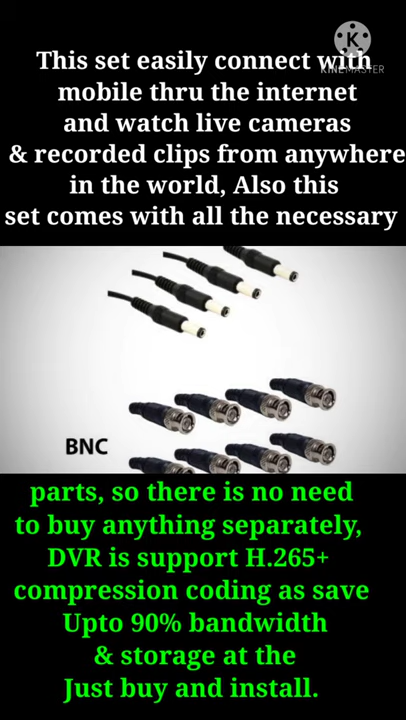 This set easily connect with
KINEMASTER
mobile thru the internet
and watch live cameras
& recorded clips from anywhere
in the world, Also this
set comes with all the necessary
BNC
parts, so there is no need
to buy anything separately,
DVR is support H.265+
compression coding as save
Upto 90% bandwidth
& storage at the
Just buy and install.